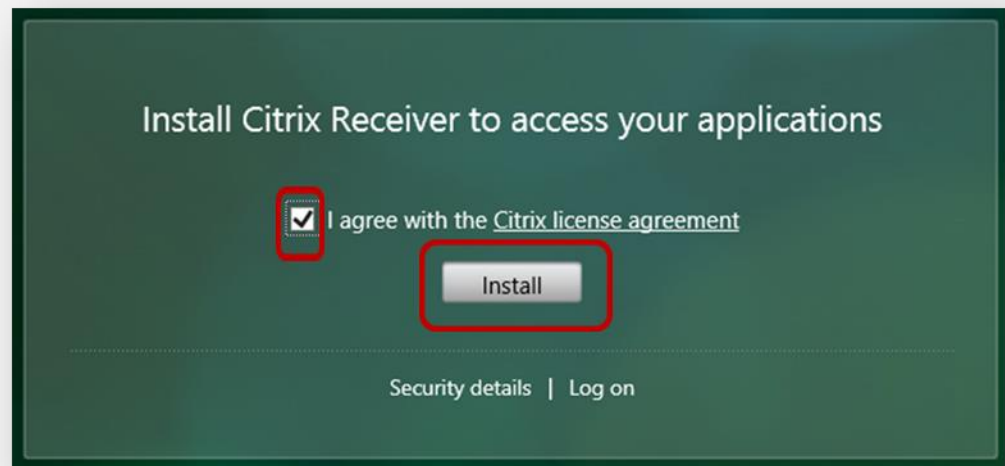 Install Citrix Receiver to access your applications
I agree with the Citrix license agreement
Install
Security details | Log on